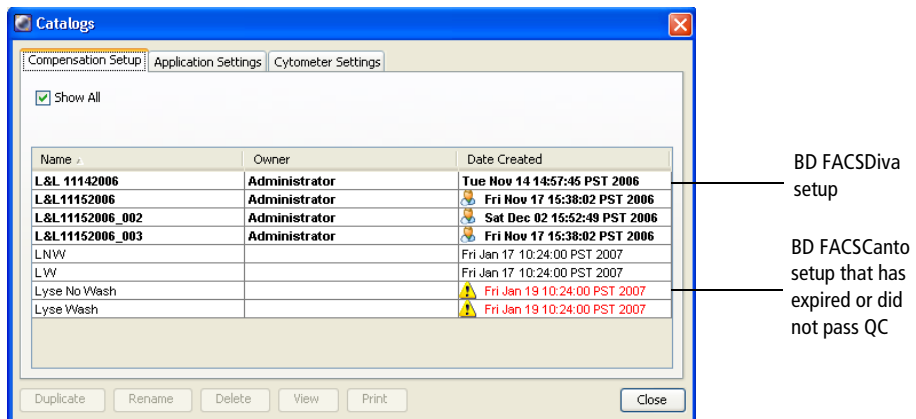 Catalogs
Compensation Setup Application Settings Cytometer Settings
Show All
Name Owner Date Created
L&L 11142006 Administrator Tue Nov 14 14:57:45 PST 2006
L&L11152006 Administrator Fri Nov 17 15:38:02 PST 2006
L&L11152006_002 Administrator Sat Dec 02 15:52:49 PST 2006
L&L11152006_003 Administrator Fri Nov 17 15:38:02 PST 2006
LNW Fri Jan 17 10:24:00 PST 2007
LW Fri Jan 17 10:24:00 PST 2007
Lyse No Wash Fri Jan 19 10:24:00 PST 2007
Lyse Wash Fri Jan 19 10:24:00 PST 2007
Duplicate Rename Delete View Print Close
BD FACSDiva
setup
BD FACSCanto
setup that has
expired or did
not pass QC